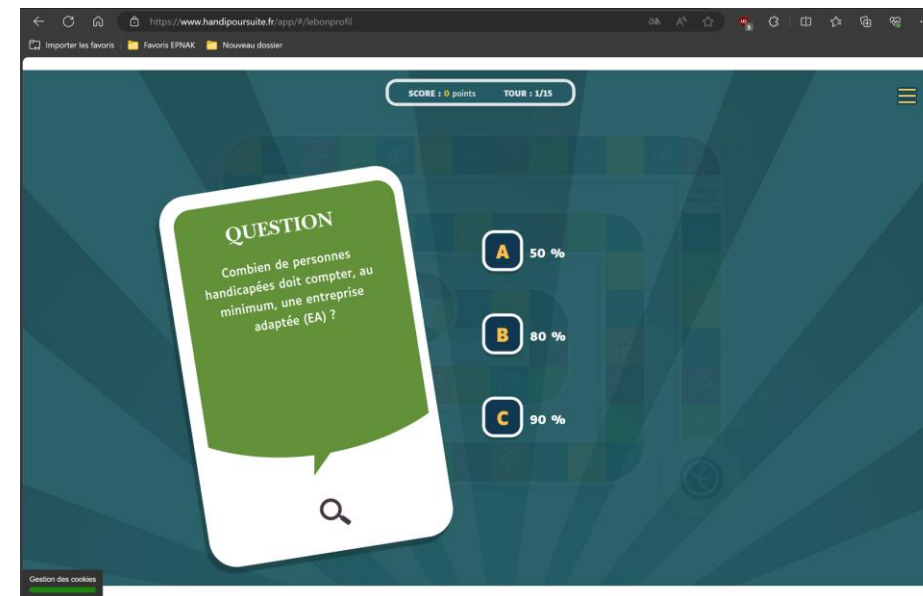 https://www.handipoursuite.fr/app/#/lebonprofil
Importer les favoris
Favoris EPNAK
Nouveau dossier
SCORE : 0 points TOUR : 1/15
QUESTION
Combien de personnes
handicapées doit compter, au
minimum, une entreprise
adaptée (EA) ?
A 50 %
B 80 %
C 90 %
Gestion des cookies